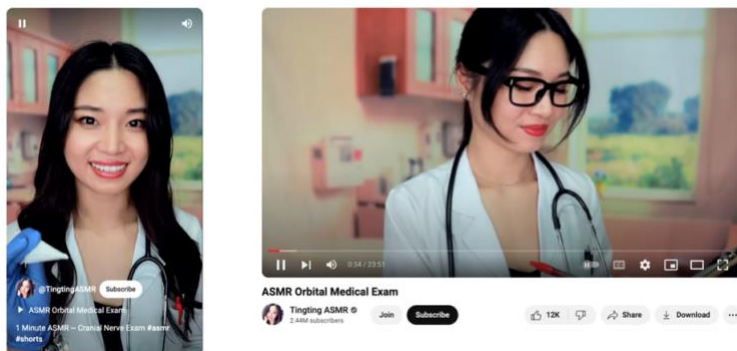 @TingtingASMR Subscribe
ASMR Orbital Medical Exam
1 Minute ASMR ~ Cranial Nerve Exam #asmr
#shorts
0:34 / 23:51
ASMR Orbital Medical Exam
Tingting ASMR
2.44M subscribers
Join Subscribe 12K Share Download